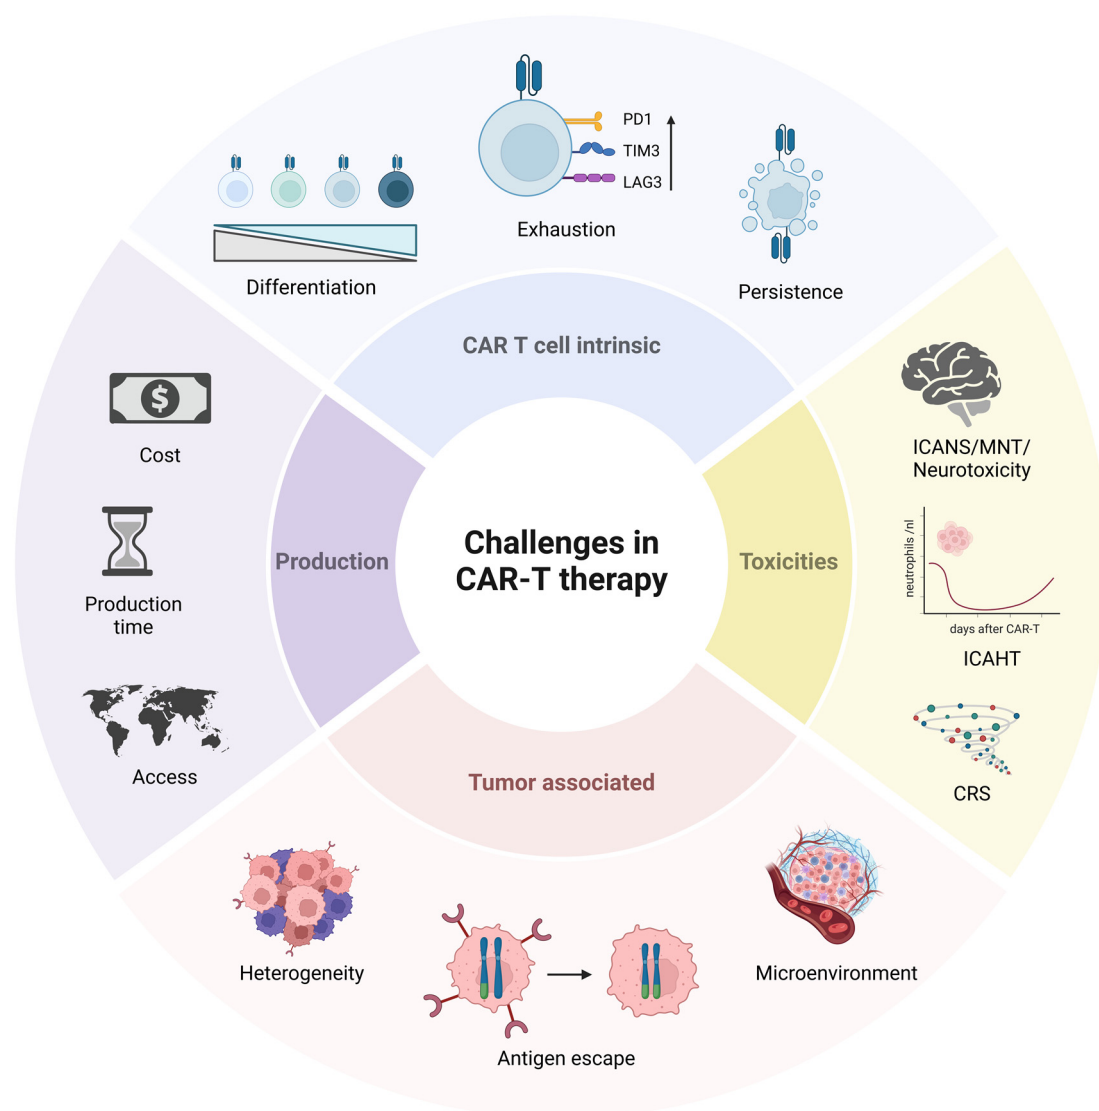 PD1
TIM3
LAG3
Exhaustion
Differentiation
Persistence
CAR T cell intrinsic
$
Cost
Production
time
Access
Production
Challenges in
CAR-T therapy
Toxicities
ICANS/MNT/
Neurotoxicity
neutrophils /nl
days after CAR-T
ICAHT
CRS
Tumor associated
Heterogeneity
Antigen escape
Microenvironment